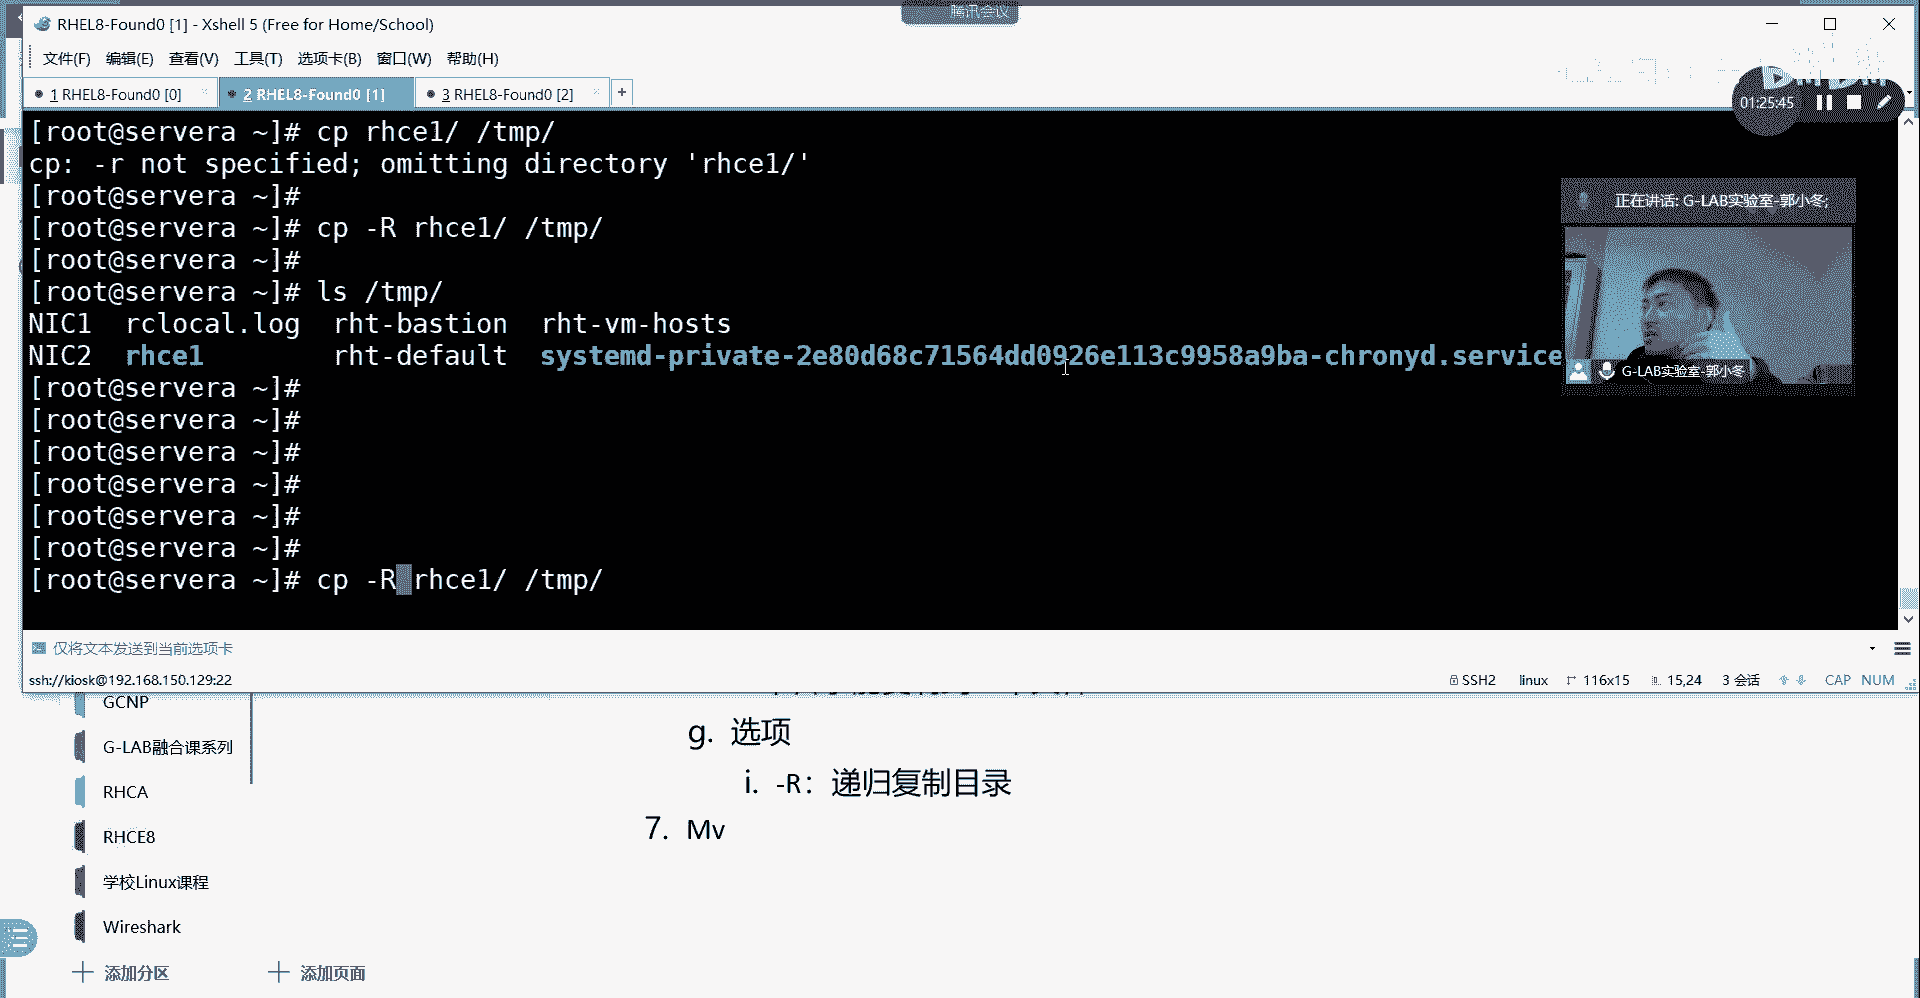 腾讯会议
RHEL8-Found0 [1] - Xshell 5 (Free for Home/School)
文件(F) 编辑(E) 查看(V) 工具(T) 选项卡(B) 窗口(W) 帮助(H)
1 RHEL8-Found0 [0] 2 RHEL8-Found0 [1] 3 RHEL8-Found0 [2] +
01:25:45
[root@servera ~]# cp rhce1/ /tmp/
cp: -r not specified; omitting directory 'rhce1/'
[root@servera ~]#
[root@servera ~]# cp -R rhce1/ /tmp/
[root@servera ~]#
[root@servera ~]# ls /tmp/
NIC1 rclocal.log rht-bastion rht-vm-hosts
NIC2 rhce1 rht-default systemd-private-2e80d68c71564dd0926e113c9958a9ba-chronyd.service
[root@servera ~]#
[root@servera ~]#
[root@servera ~]#
[root@servera ~]#
[root@servera ~]#
[root@servera ~]#
[root@servera ~]# cp -R rhce1/ /tmp/
正在讲话: G-LAB实验室-郭小冬;
G-LAB实验室-郭小冬
仅将文本发送到当前选项卡
ssh://kiosk@192.168.150.129:22 SSH2 linux 116x15 15,24 3 会话 CAP NUM
GCNP
G-LAB融合课系列
RHCA
RHCE8
学校Linux课程
Wireshark
添加分区 添加页面
g. 选项
i. -R：递归复制目录
7. Mv